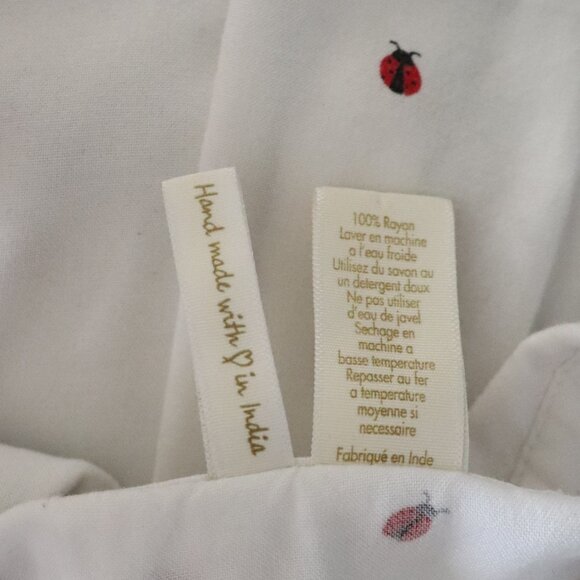 Hand made with ♡ in India
100% Rayan
Laver en machine
a l'eau froide
Utilisez du savon au
un detergent doux
Ne pas utiliser
d'eau de javel
Sechage en
machine a
basse temperature
Repasser au fer
a temperature
moyenne si
necessaire
Fabriqué en Inde